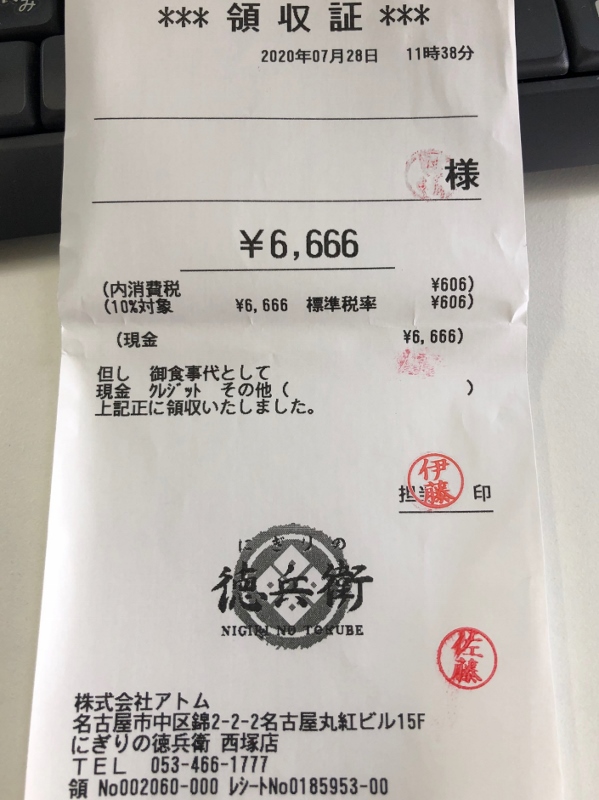 *** 領 収 証 ***
2020年07月28日 11時38分
様
¥6,666
(内消費税 ¥606)
(10%対象 ¥6,666 標準税率 ¥606)
(現金 ¥6,666)
但し 御食事代として
現金 クレジット その他( )
上記正に領収いたしました。
伊藤
印
にぎりの
徳兵衛
NIGIRI NO TOKUBE
佐藤
株式会社アトム
名古屋市中区錦2-2-2名古屋丸紅ビル15F
にぎりの徳兵衛 西塚店
TEL 053-466-1777
領 No002060-000 レシートNo0185953-00